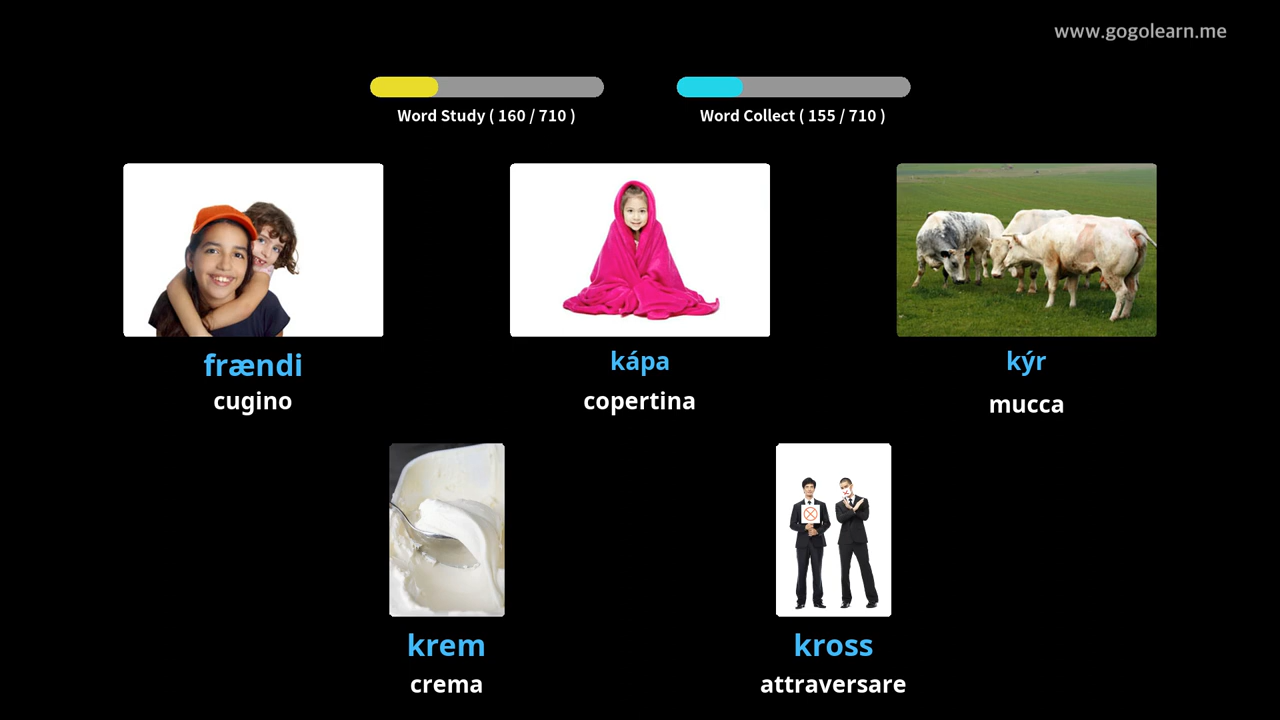 www.gogolearn.me
Word Study ( 160 / 710 )
Word Collect ( 155 / 710 )
frændi
cugino
kápa
copertina
kýr
mucca
krem
crema
kross
attraversare